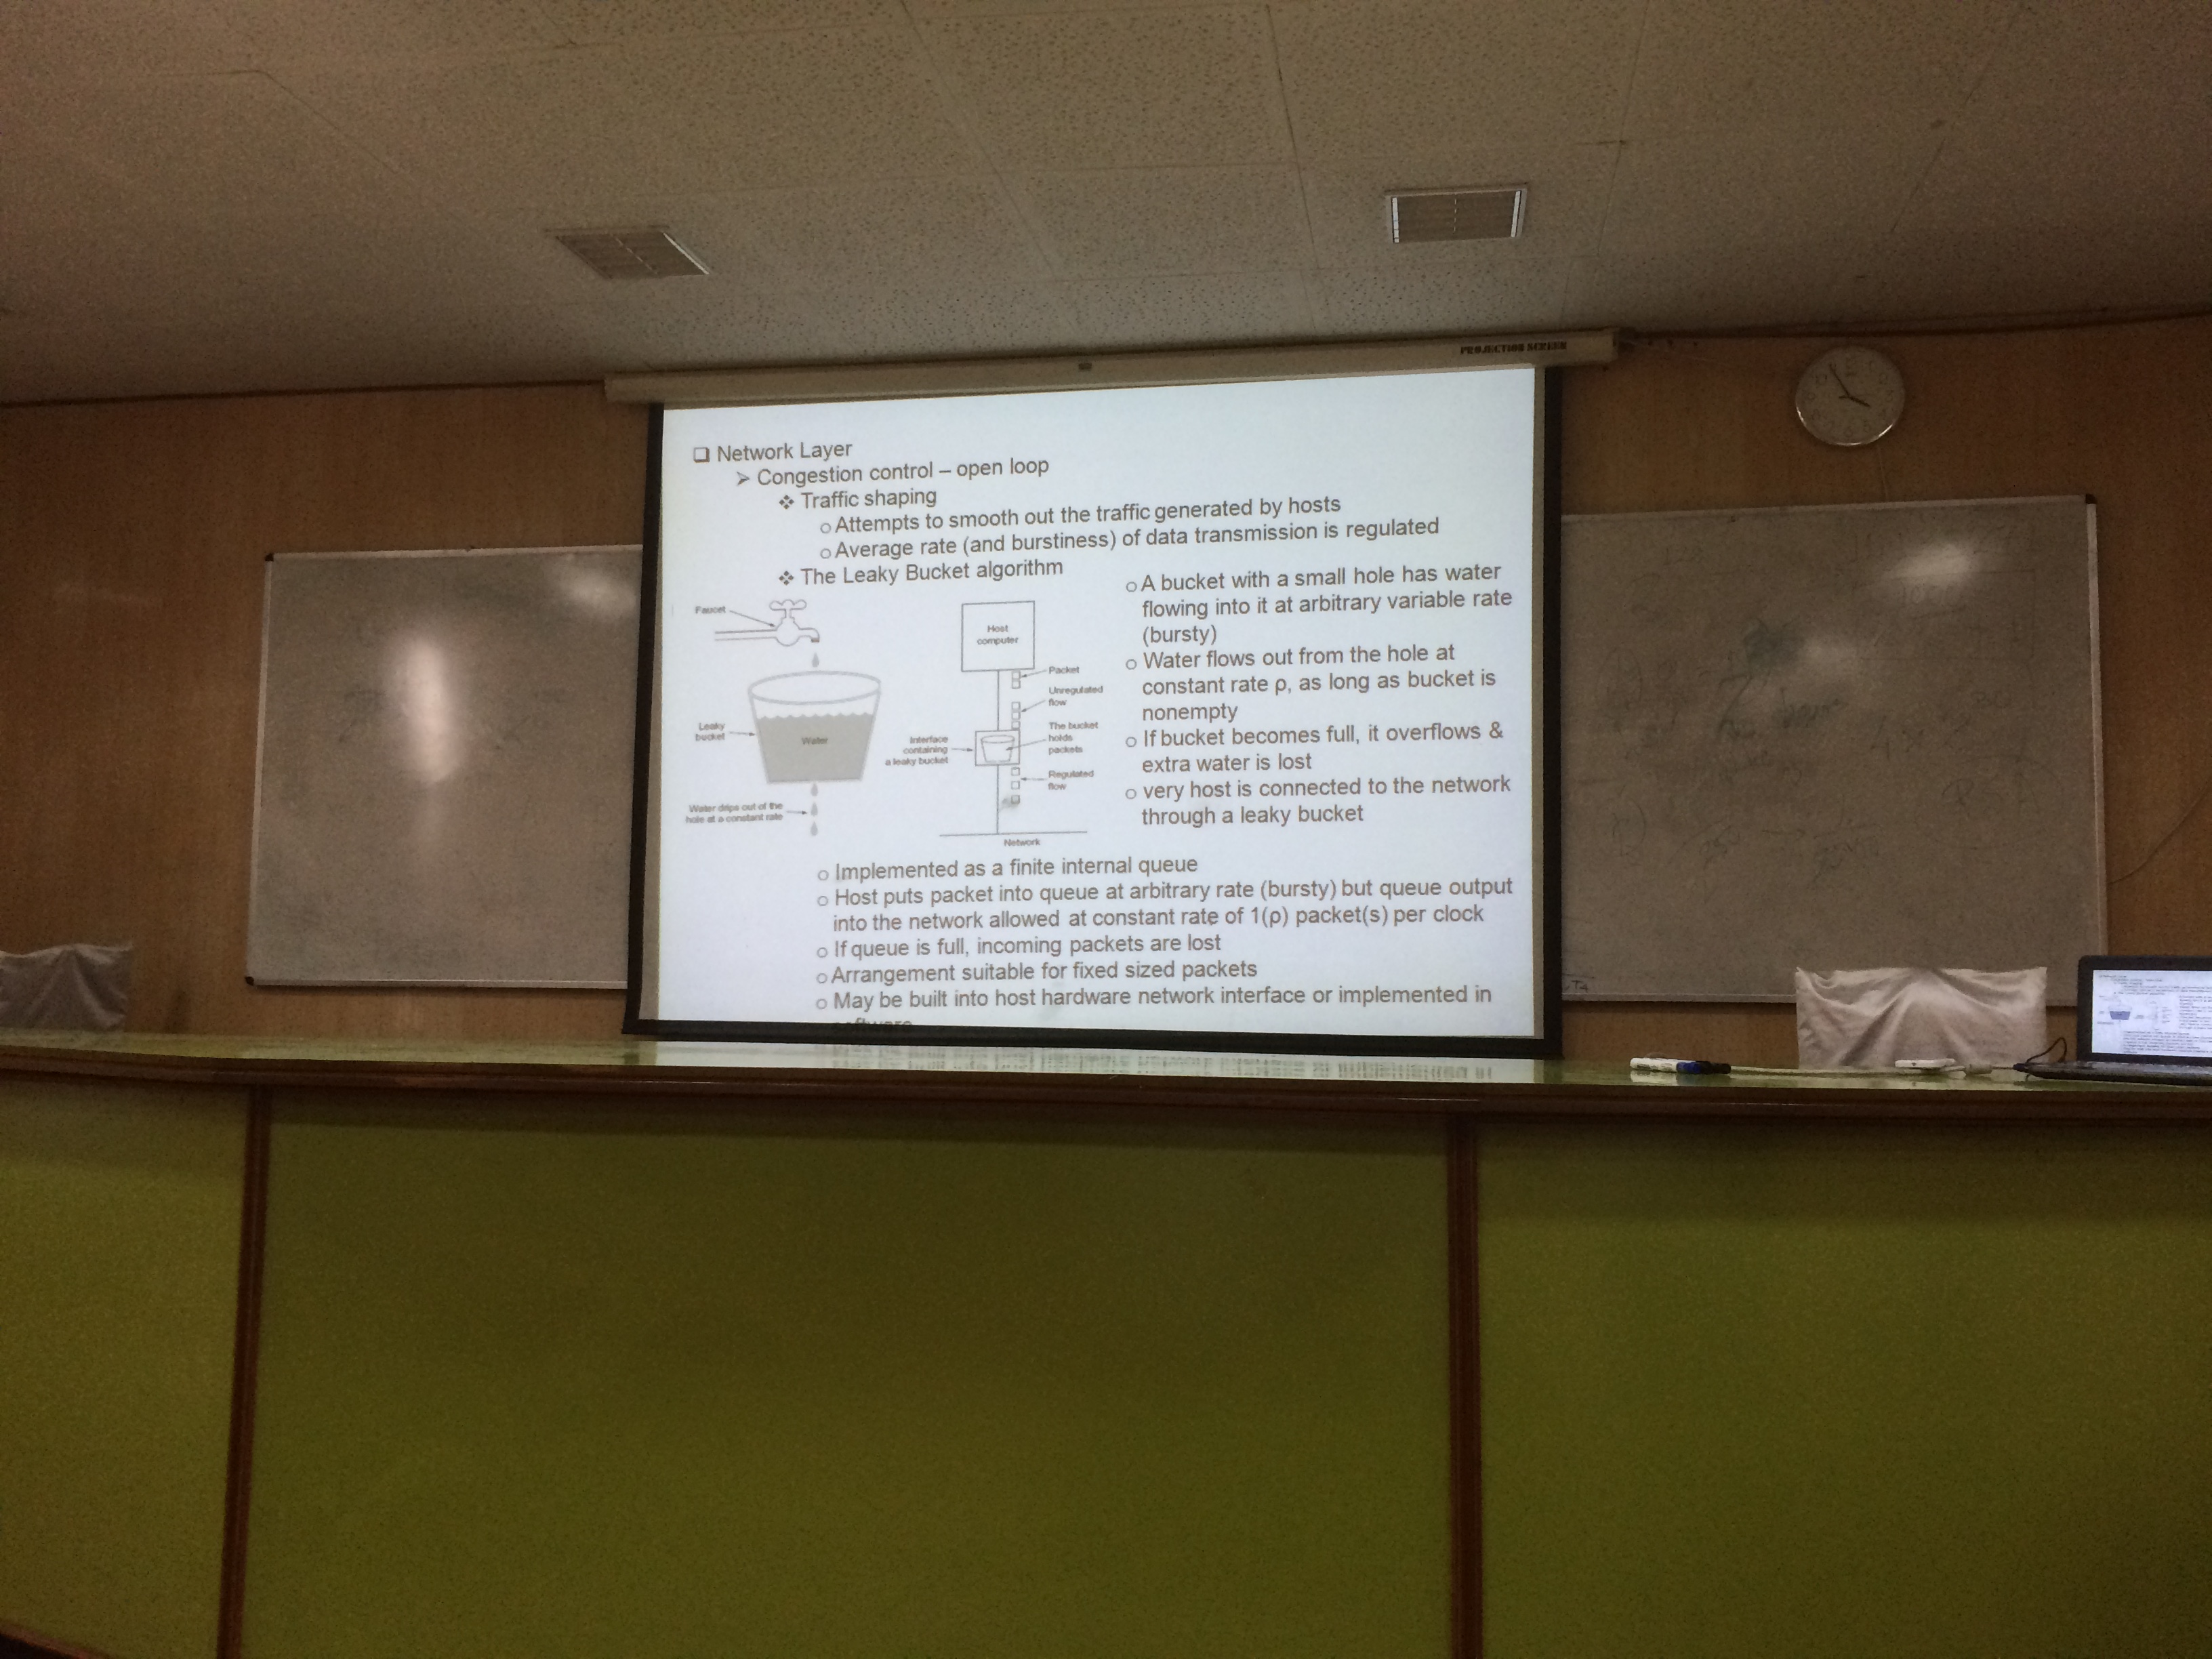 PROJECTION SCREEN
Network Layer
Congestion control – open loop
Traffic shaping
Attempts to smooth out the traffic generated by hosts
Average rate (and burstiness) of data transmission is regulated
The Leaky Bucket algorithm
Faucet
Leaky
bucket
Water
Water drips out of the
hole at a constant rate
Host
computer
Packet
Unregulated
flow
The bucket
holds
packets
Interface
containing
a leaky bucket
Regulated
flow
Network
A bucket with a small hole has water
flowing into it at arbitrary variable rate
(bursty)
Water flows out from the hole at
constant rate ρ, as long as bucket is
nonempty
If bucket becomes full, it overflows &
extra water is lost
very host is connected to the network
through a leaky bucket
Implemented as a finite internal queue
Host puts packet into queue at arbitrary rate (bursty) but queue output
into the network allowed at constant rate of 1(ρ) packet(s) per clock
If queue is full, incoming packets are lost
Arrangement suitable for fixed sized packets
May be built into host hardware network interface or implemented in
software